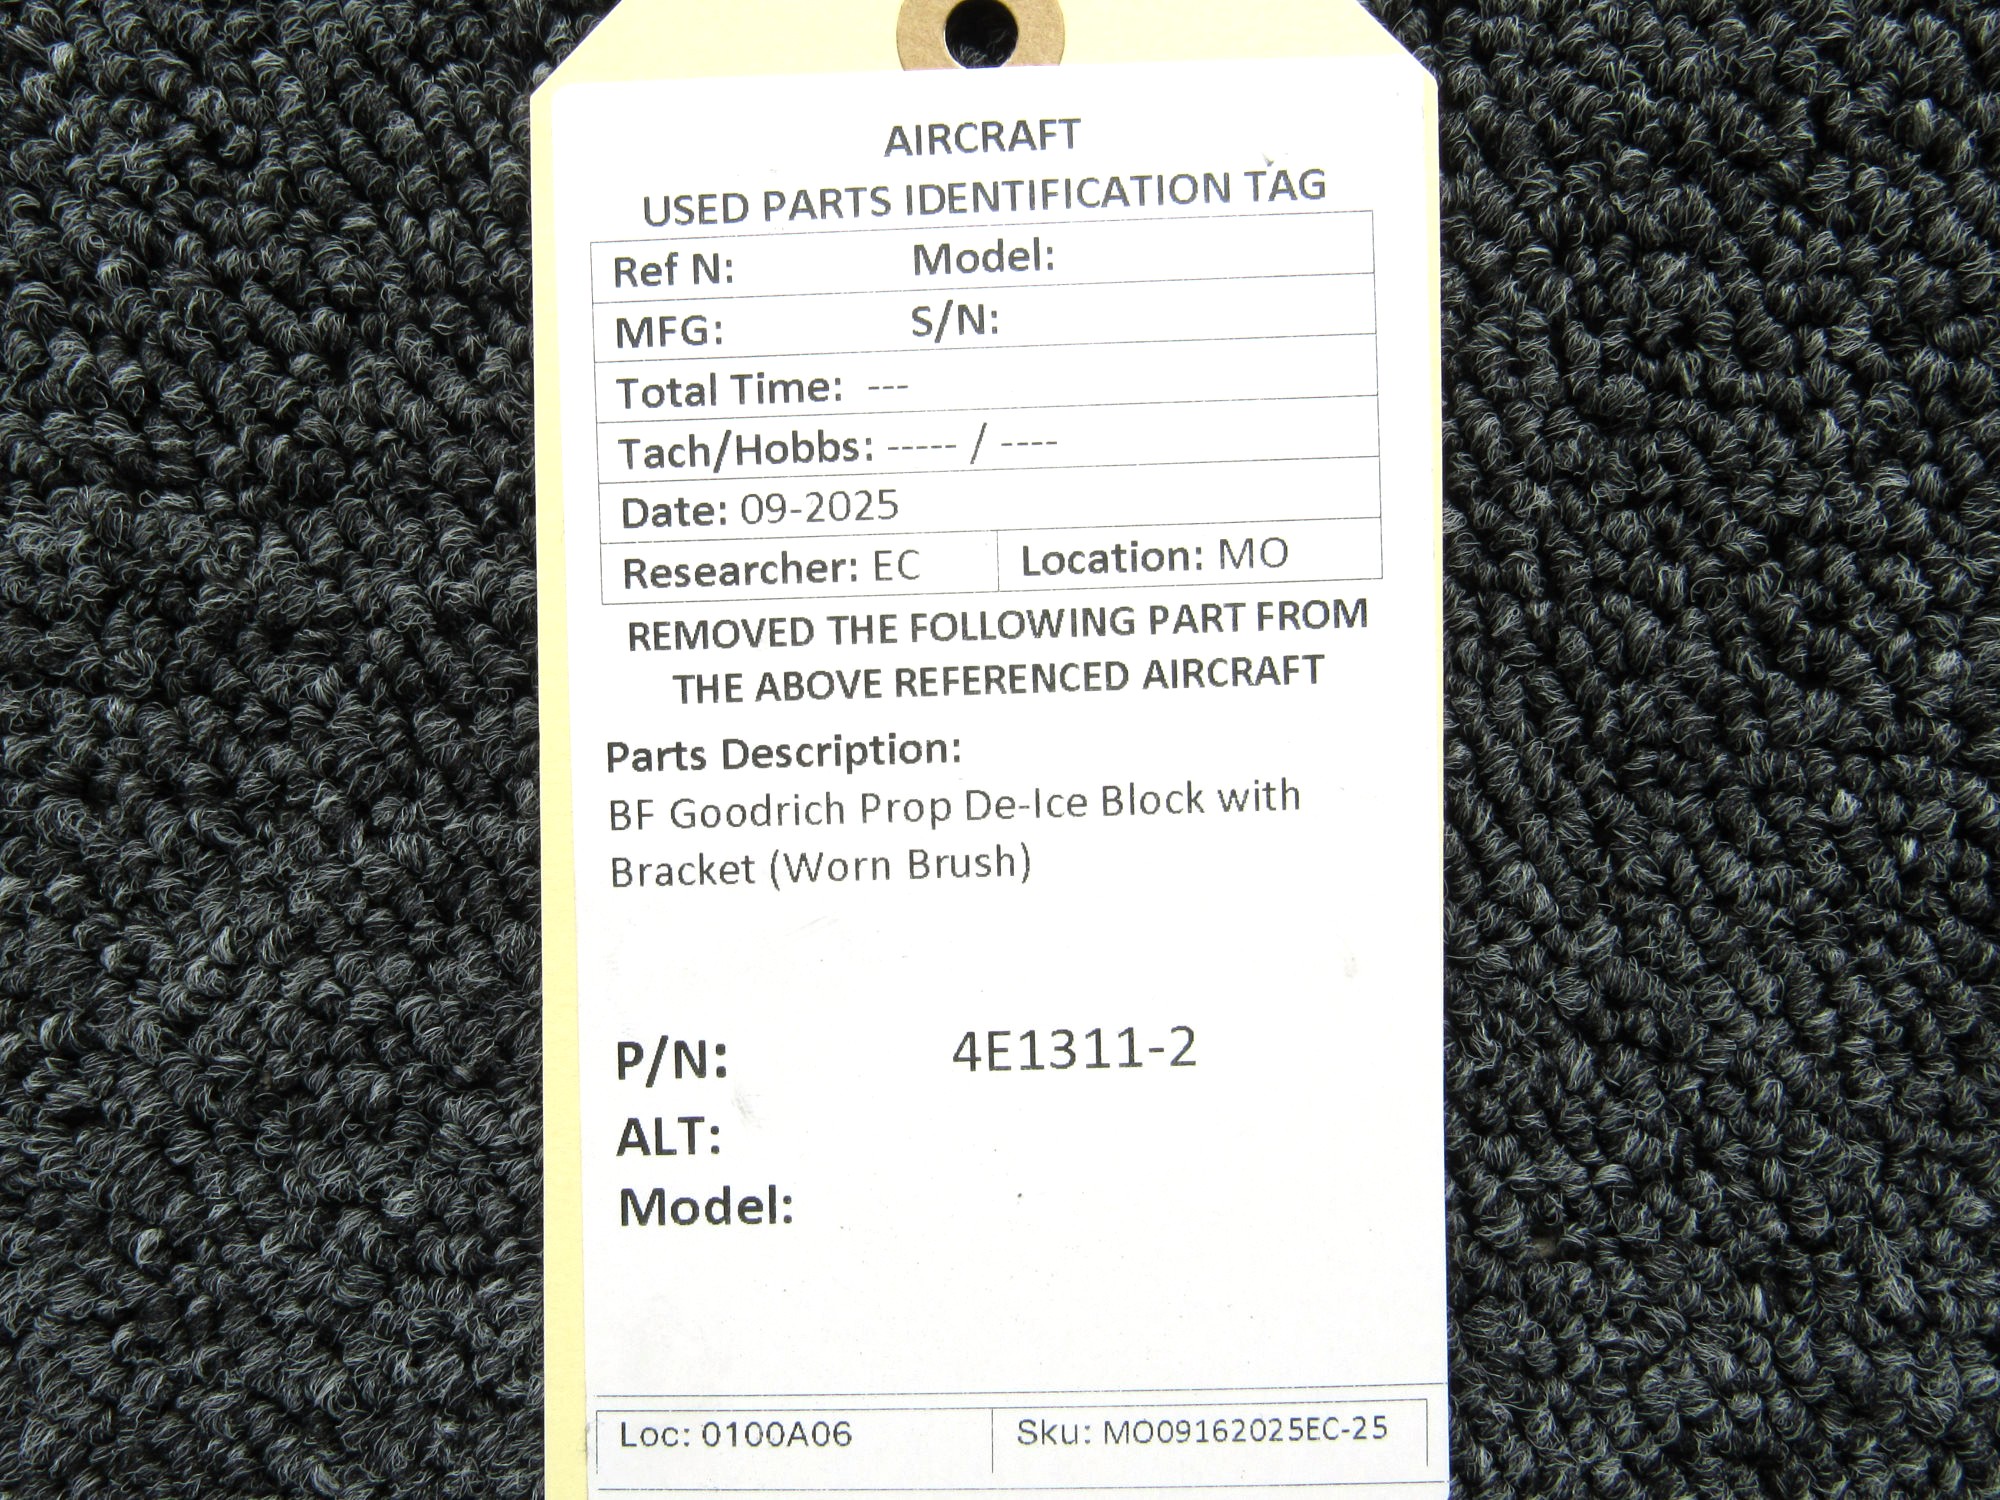 AIRCRAFT
USED PARTS IDENTIFICATION TAG
Ref N: Model:
MFG: S/N:
Total Time: ---
Tach/Hobbs: ----- / ----
Date: 09-2025
Researcher: EC Location: MO
REMOVED THE FOLLOWING PART FROM
THE ABOVE REFERENCED AIRCRAFT
Parts Description:
BF Goodrich Prop De-Ice Block with
Bracket (Worn Brush)
P/N: 4E1311-2
ALT:
Model:
Loc: 0100A06 Sku: MO09162025EC-25